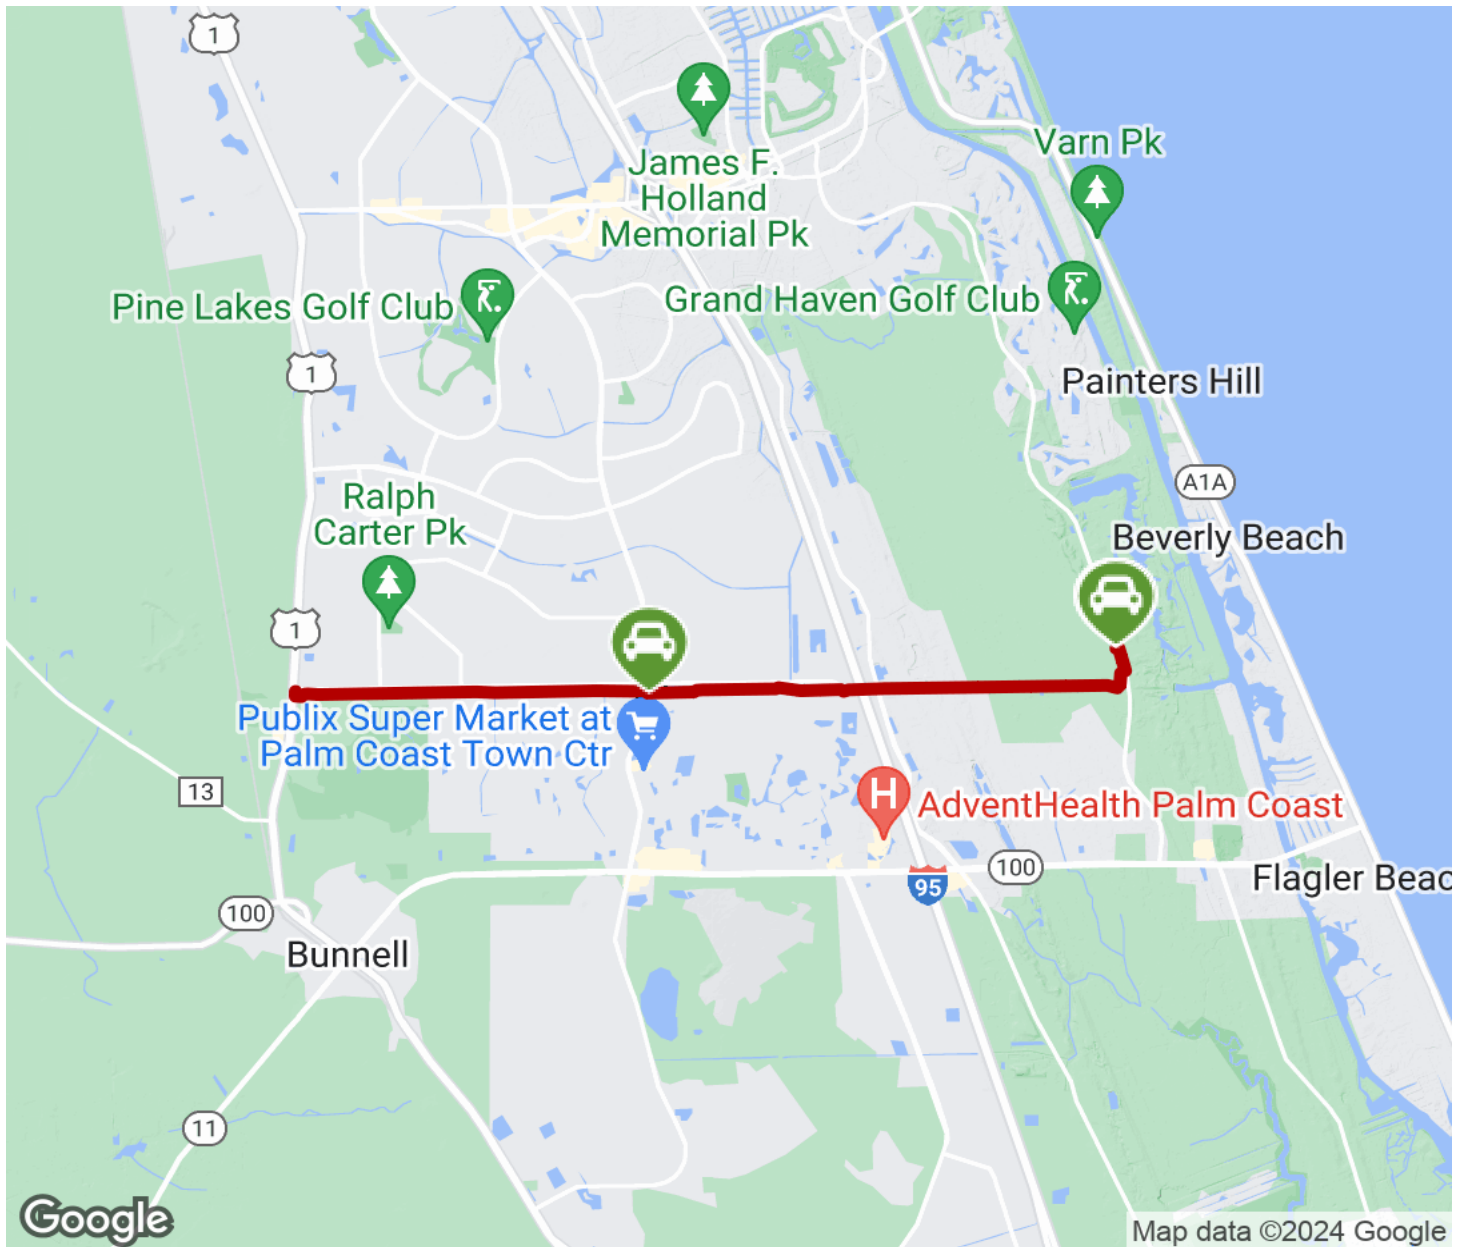 1
James F.
Holland
Memorial Pk
Varn Pk
Pine Lakes Golf Club
Grand Haven Golf Club
1
Painters Hill
A1A
Ralph
Carter Pk
Beverly Beach
1
Publix Super Market at
Palm Coast Town Ctr
13
H
AdventHealth Palm Coast
100
95
Flagler Beac
100
Bunnell
11
Google
Map data ©2024 Google